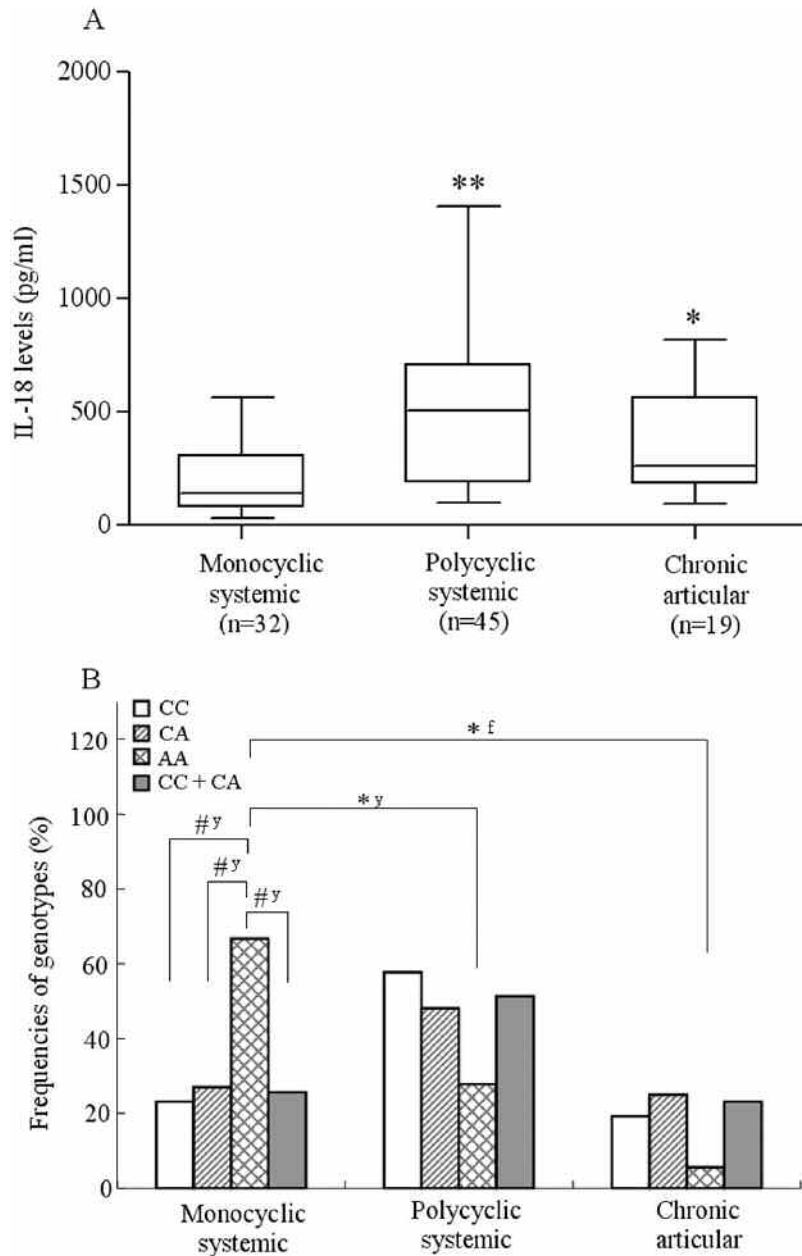 A
2000
1500
1000
500
0
IL-18 levels (pg/ml)
**
*
Monocyclic
systemic
(n=32)
Polycyclic
systemic
(n=45)
Chronic
articular
(n=19)
B
CC
CA
AA
CC + CA
120
100
80
60
40
20
0
Frequencies of genotypes (%)
* f
* y
# y
# y
# y
Monocyclic
systemic
Polycyclic
systemic
Chronic
articular